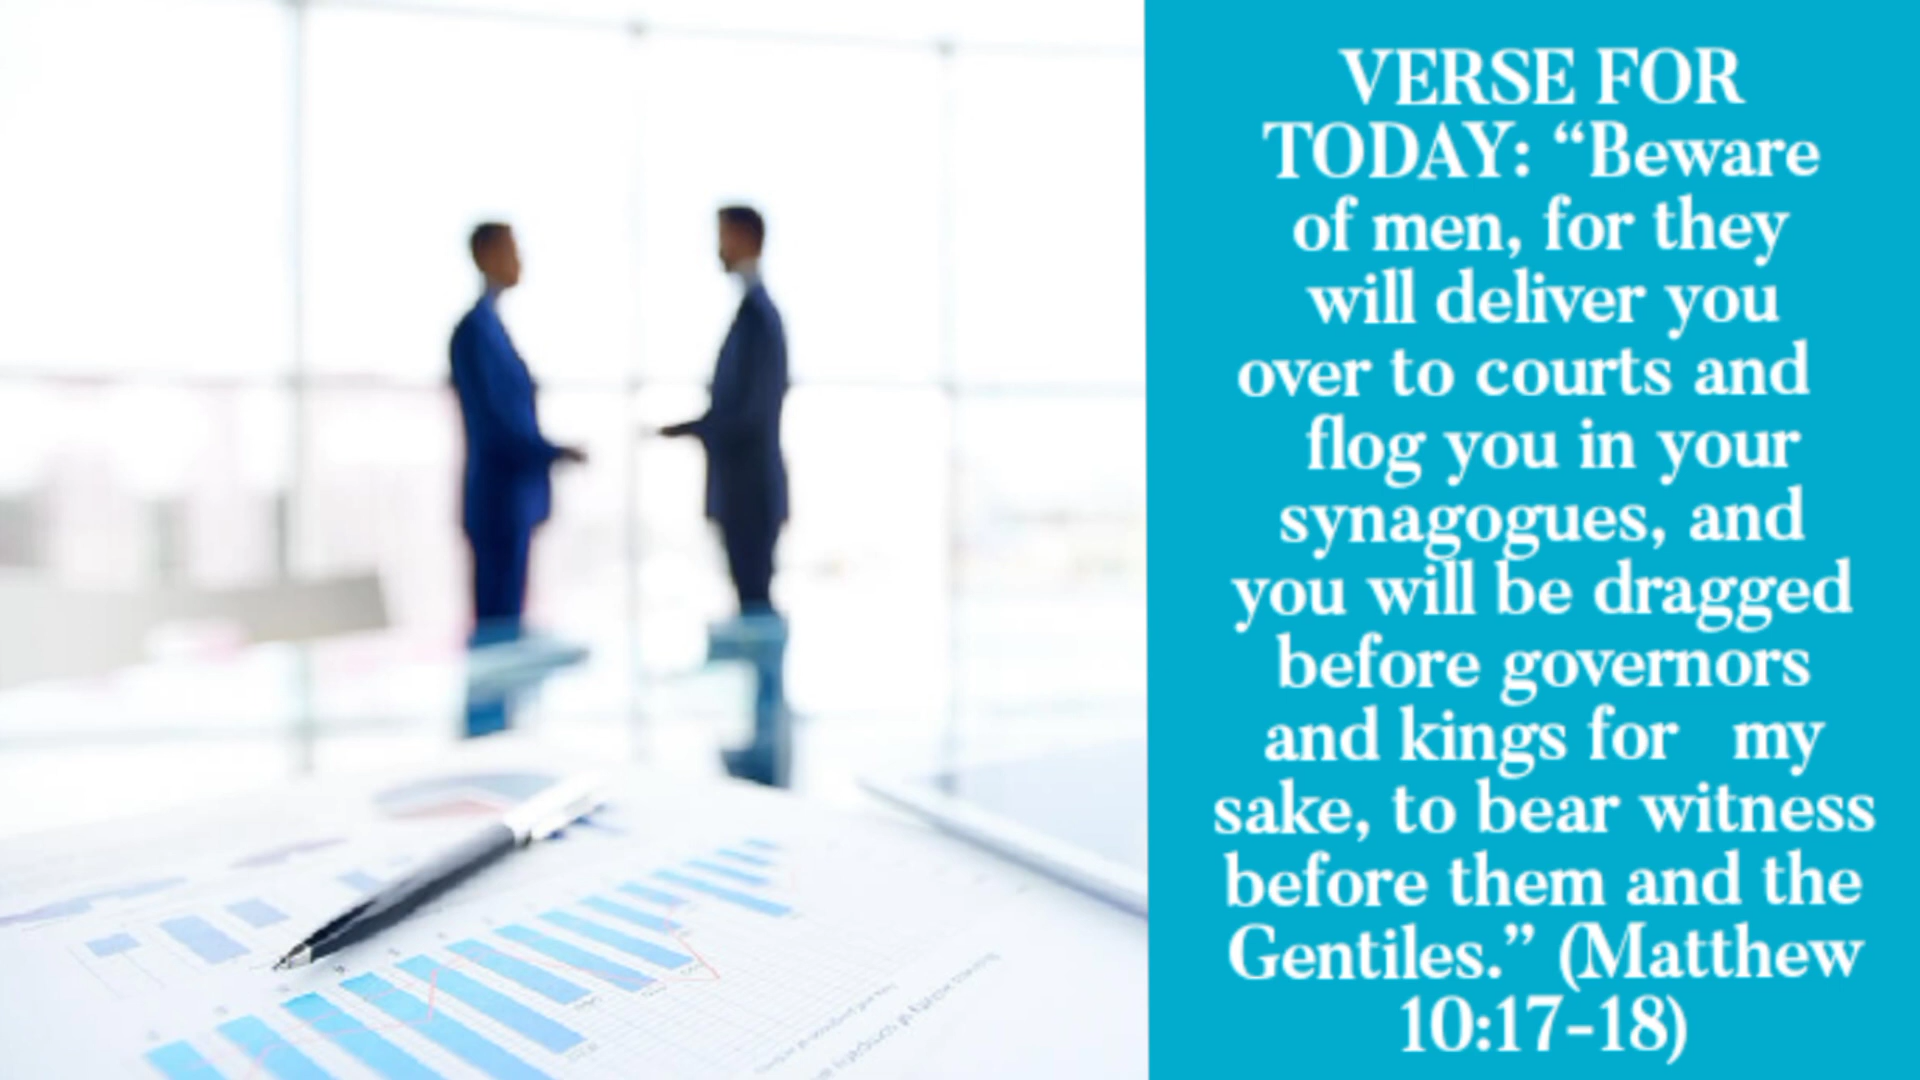 VERSE FOR
TODAY: “Beware
of men, for they
will deliver you
over to courts and
flog you in your
synagogues, and
you will be dragged
before governors
and kings for my
sake, to bear witness
before them and the
Gentiles.” (Matthew
10:17-18)